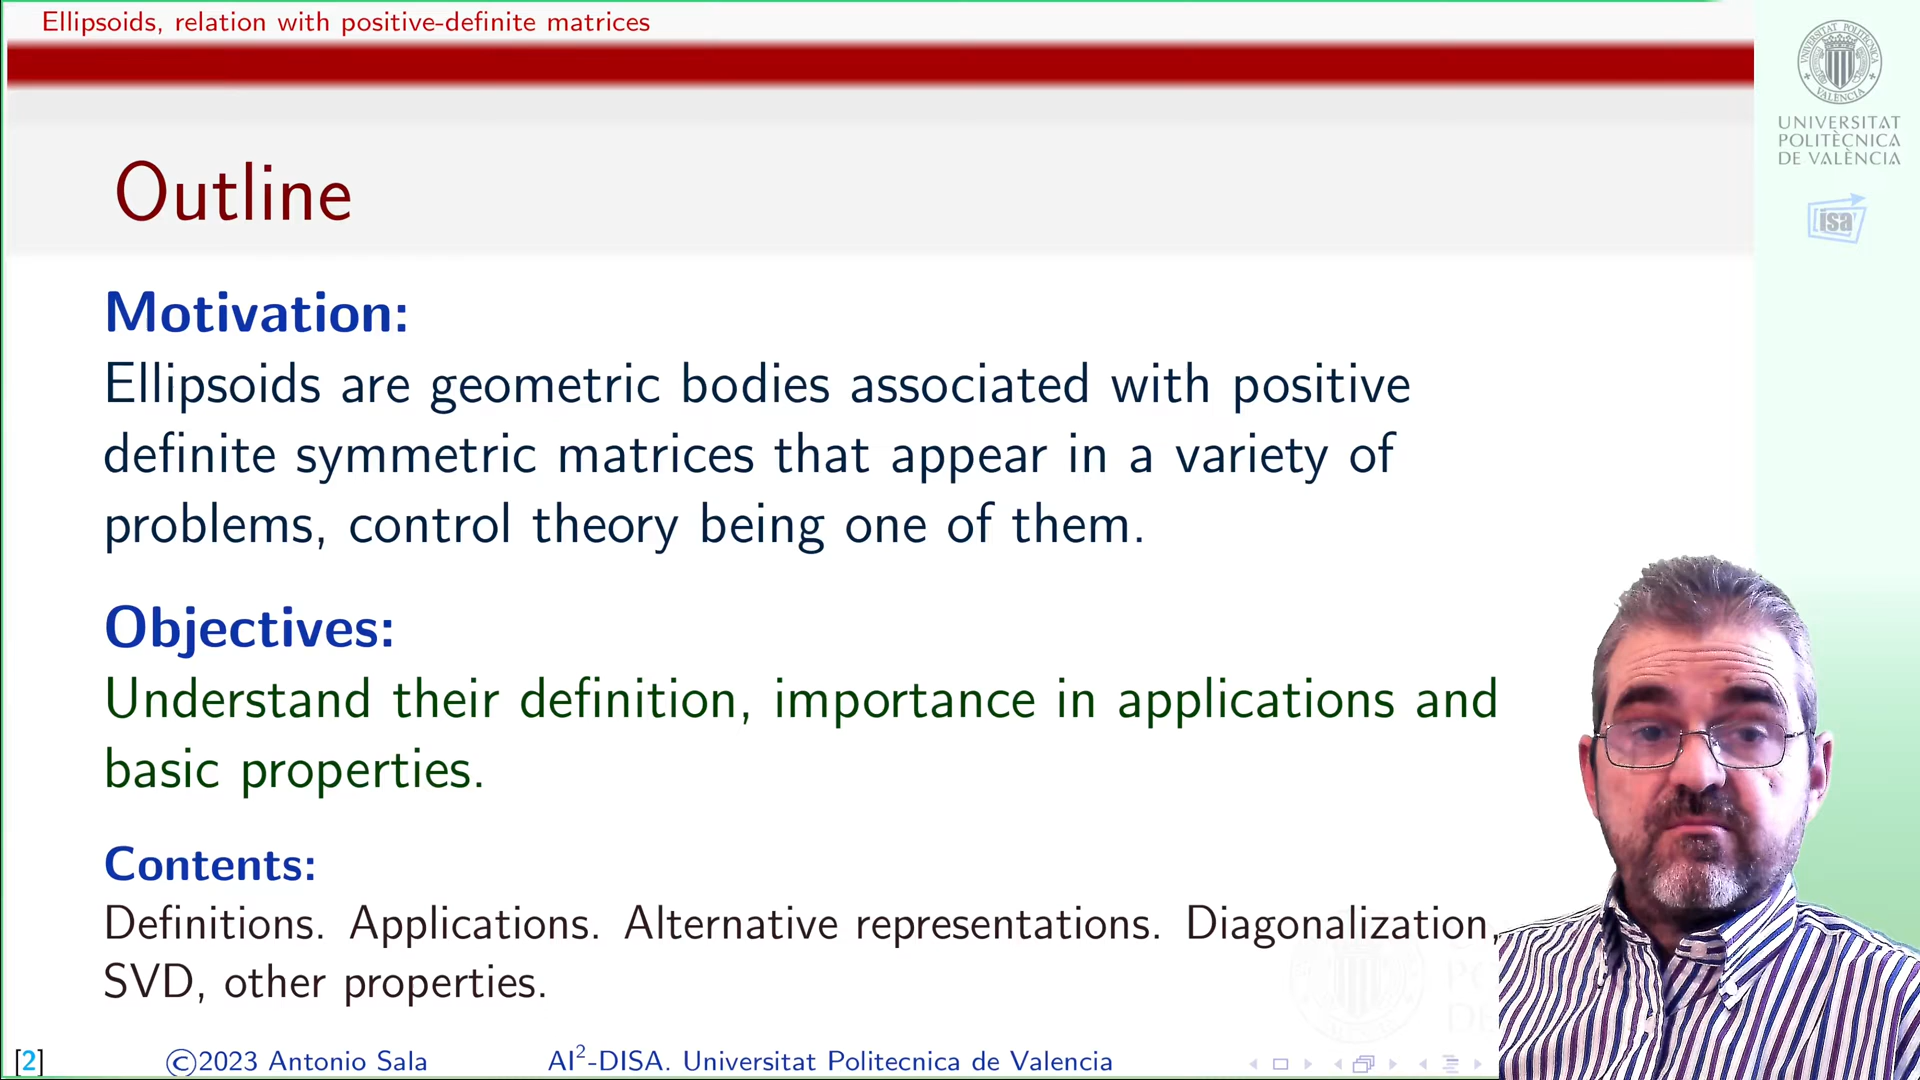 Ellipsoids, relation with positive-definite matrices
UNIVERSITAT POLITÈCNICA
VALÈNCIA
UNIVERSITAT
POLITÈCNICA
DE VALÈNCIA
isa
Outline
Motivation:
Ellipsoids are geometric bodies associated with positive
definite symmetric matrices that appear in a variety of
problems, control theory being one of them.
Objectives:
Understand their definition, importance in applications and
basic properties.
Contents:
Definitions. Applications. Alternative representations. Diagonalization,
SVD, other properties.
[2] ©2023 Antonio Sala AI²-DISA. Universitat Politecnica de Valencia